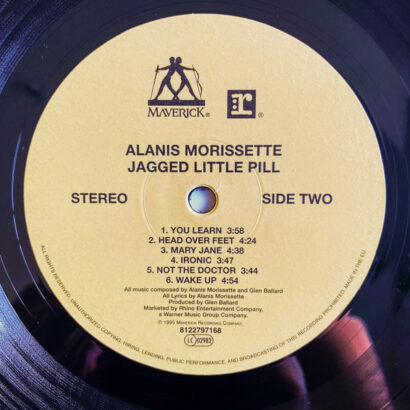 MAVERICK®
r®
ALANIS MORISSETTE
JAGGED LITTLE PILL
STEREO
SIDE TWO
1. YOU LEARN 3:58
2. HEAD OVER FEET 4:24
3. MARY JANE 4:38
4. IRONIC 3:47
5. NOT THE DOCTOR 3:44
6. WAKE UP 4:54
All music composed by Alanis Morissette and Glen Ballard
All Lyrics by Alanis Morissette
Produced by Glen Ballard
Marketed by Rhino Entertainment Company,
a Warner Music Group Company.
© 1995 MAVERICK RECORDING COMPANY
8122797168
LC 02982
ALL RIGHTS RESERVED. UNAUTHORIZED COPYING, HIRING, LENDING, PUBLIC PERFORMANCE, AND BROADCASTING OF THIS RECORDING PROHIBITED. MADE IN THE EU